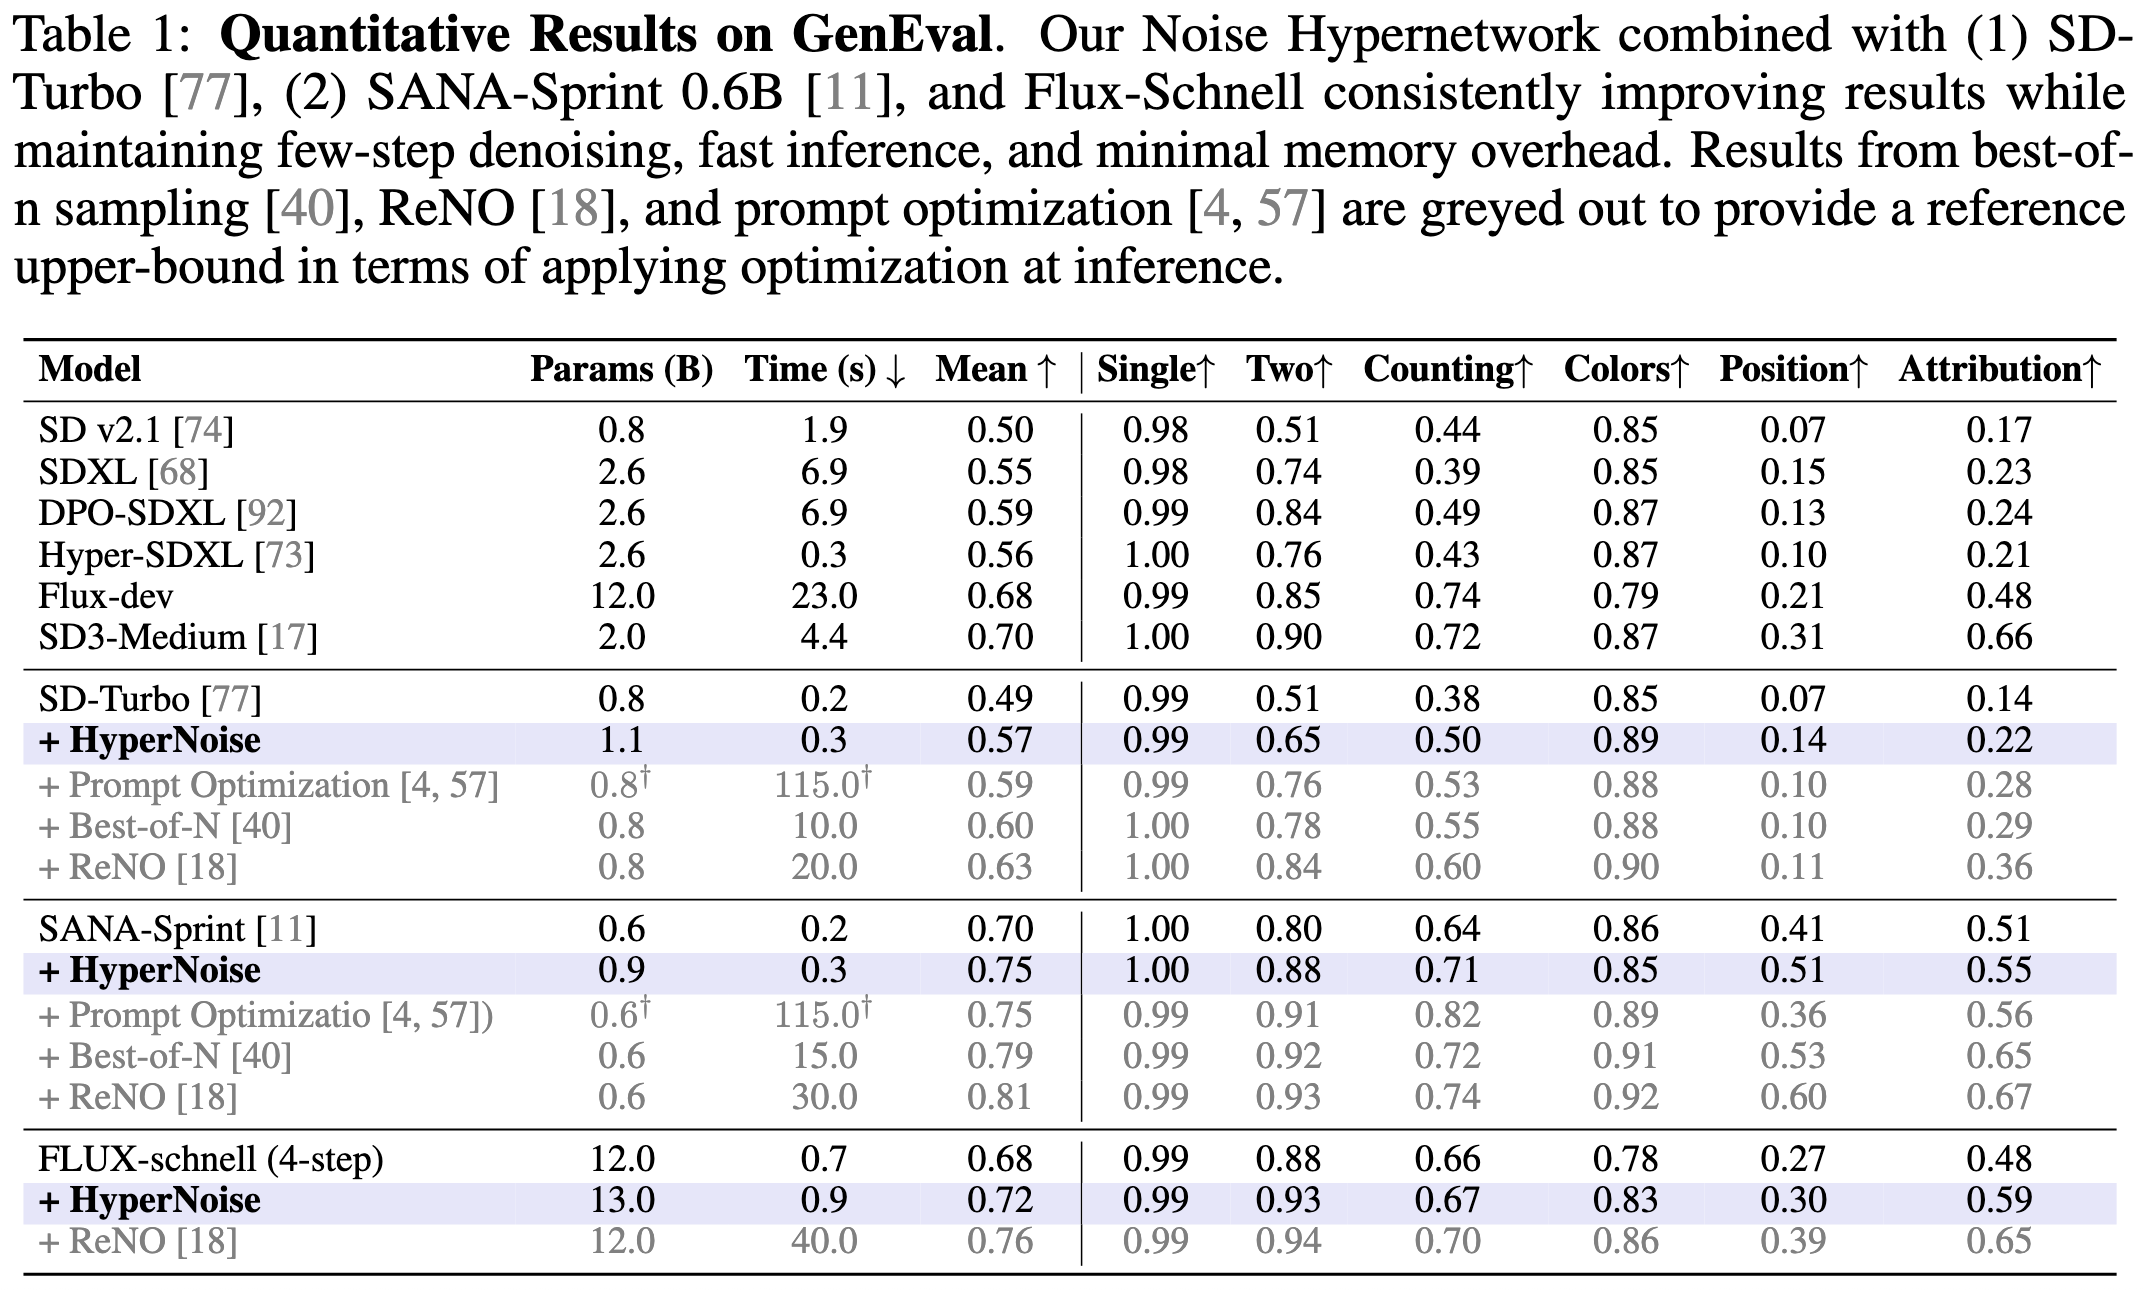 Table 1: Quantitative Results on GenEval. Our Noise Hypernetwork combined with (1) SD-
Turbo [77], (2) SANA-Sprint 0.6B [11], and Flux-Schnell consistently improving results while
maintaining few-step denoising, fast inference, and minimal memory overhead. Results from best-of-
n sampling [40], ReNO [18], and prompt optimization [4, 57] are greyed out to provide a reference
upper-bound in terms of applying optimization at inference.
Model Params (B) Time (s) ↓ Mean ↑ Single↑ Two↑ Counting↑ Colors↑ Position↑ Attribution↑
SD v2.1 [74] 0.8 1.9 0.50 0.98 0.51 0.44 0.85 0.07 0.17
SDXL [68] 2.6 6.9 0.55 0.98 0.74 0.39 0.85 0.15 0.23
DPO-SDXL [92] 2.6 6.9 0.59 0.99 0.84 0.49 0.87 0.13 0.24
Hyper-SDXL [73] 2.6 0.3 0.56 1.00 0.76 0.43 0.87 0.10 0.21
Flux-dev 12.0 23.0 0.68 0.99 0.85 0.74 0.79 0.21 0.48
SD3-Medium [17] 2.0 4.4 0.70 1.00 0.90 0.72 0.87 0.31 0.66
SD-Turbo [77] 0.8 0.2 0.49 0.99 0.51 0.38 0.85 0.07 0.14
+ HyperNoise 1.1 0.3 0.57 0.99 0.65 0.50 0.89 0.14 0.22
+ Prompt Optimization [4, 57] 0.8† 115.0† 0.59 0.99 0.76 0.53 0.88 0.10 0.28
+ Best-of-N [40] 0.8 10.0 0.60 1.00 0.78 0.55 0.88 0.10 0.29
+ ReNO [18] 0.8 20.0 0.63 1.00 0.84 0.60 0.90 0.11 0.36
SANA-Sprint [11] 0.6 0.2 0.70 1.00 0.80 0.64 0.86 0.41 0.51
+ HyperNoise 0.9 0.3 0.75 1.00 0.88 0.71 0.85 0.51 0.55
+ Prompt Optimizatio [4, 57]) 0.6† 115.0† 0.75 0.99 0.91 0.82 0.89 0.36 0.56
+ Best-of-N [40] 0.6 15.0 0.79 0.99 0.92 0.72 0.91 0.53 0.65
+ ReNO [18] 0.6 30.0 0.81 0.99 0.93 0.74 0.92 0.60 0.67
FLUX-schnell (4-step) 12.0 0.7 0.68 0.99 0.88 0.66 0.78 0.27 0.48
+ HyperNoise 13.0 0.9 0.72 0.99 0.93 0.67 0.83 0.30 0.59
+ ReNO [18] 12.0 40.0 0.76 0.99 0.94 0.70 0.86 0.39 0.65